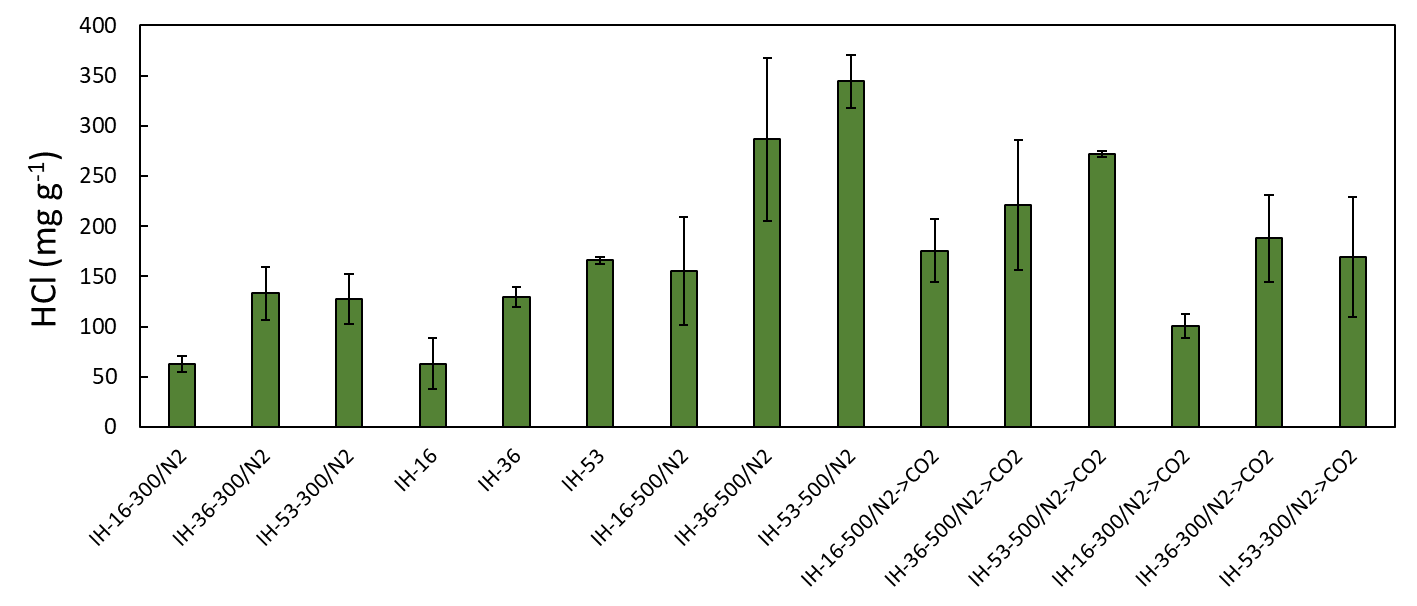 HCl (mg g-1)
400
350
300
250
200
150
100
50
0
IH-16-300/N2
IH-36-300/N2
IH-53-300/N2
IH-16
IH-36
IH-53
IH-16-500/N2
IH-36-500/N2
IH-53-500/N2
IH-16-500/N2->CO2
IH-36-500/N2->CO2
IH-53-500/N2->CO2
IH-16-300/N2->CO2
IH-36-300/N2->CO2
IH-53-300/N2->CO2